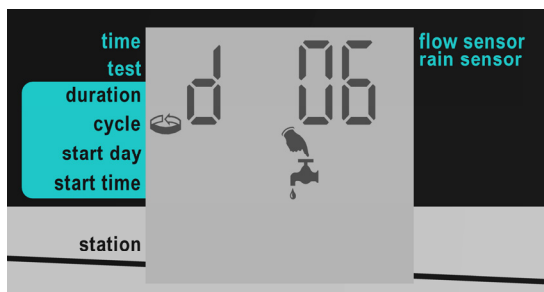 time
test
duration
cycle
start day
start time
station
d 06
flow sensor
rain sensor